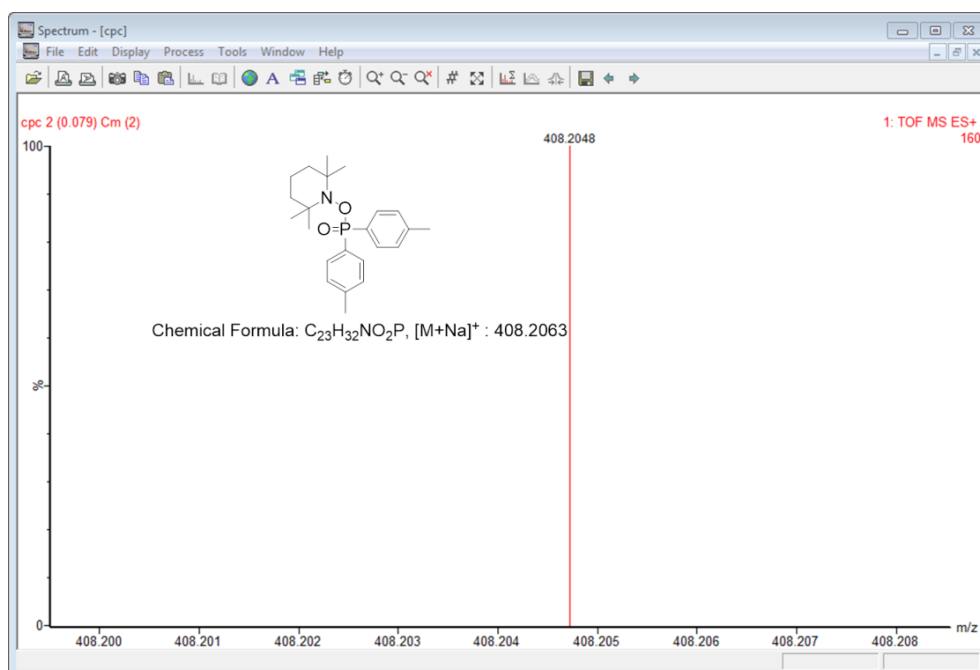 Spectrum - [cpc]
File Edit Display Process Tools Window Help
A
#
cpc 2 (0.079) Cm (2)
1: TOF MS ES+
160
100
408.2048
N
O
O=P
Chemical Formula: C₂₃H₃₂NO₂P, [M+Na]⁺ : 408.2063
%
0
408.200 408.201 408.202 408.203 408.204 408.205 408.206 408.207 408.208
m/z